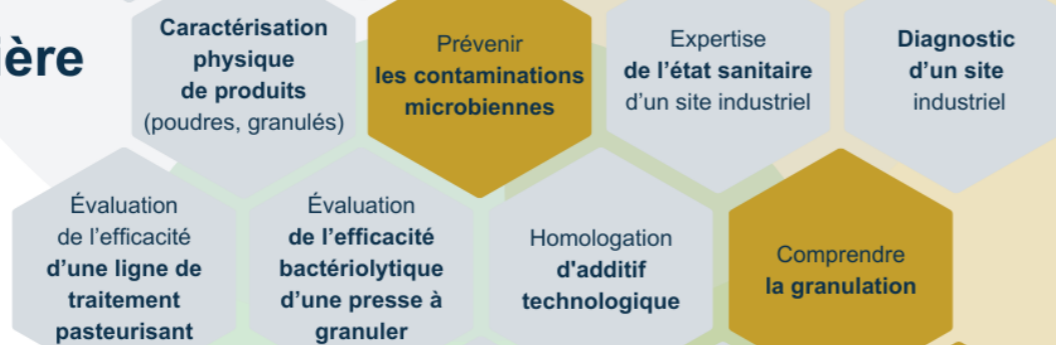 ière
Caractérisation
physique
de produits
(poudres, granulés)
Prévenir
les contaminations
microbiennes
Expertise
de l'état sanitaire
d'un site industriel
Diagnostic
d'un site
industriel
Évaluation
de l'efficacité
d'une ligne de
traitement
pasteurisant
Évaluation
de l'efficacité
bactériolytique
d'une presse à
granuler
Homologation
d'additif
technologique
Comprendre
la granulation